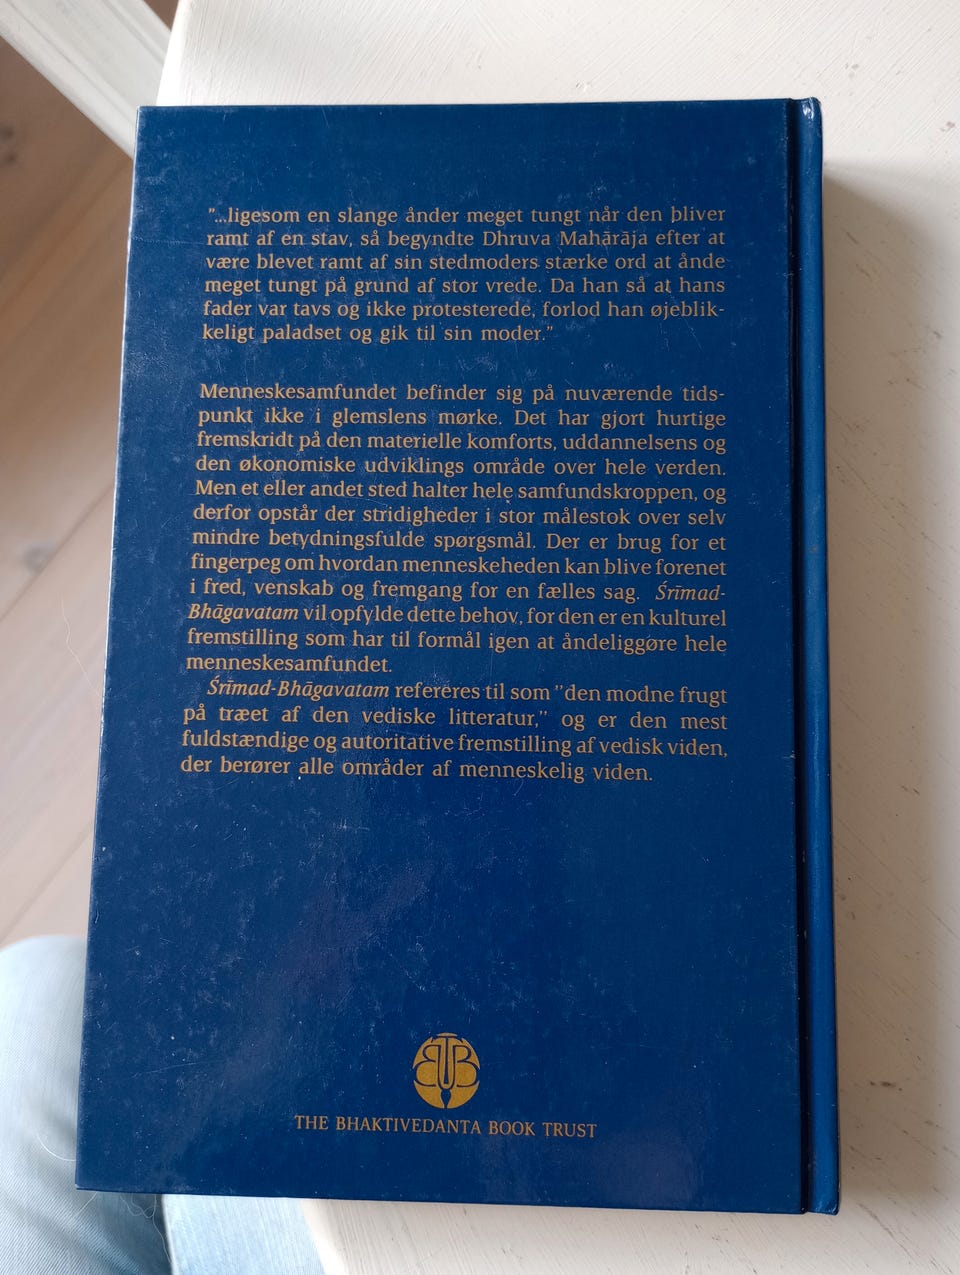 "...ligesom en slange ånder meget tungt når den bliver
ramt af en stav, så begyndte Dhruva Mahārāja efter at
være blevet ramt af sin stedmoders stærke ord at ånde
meget tungt på grund af stor vrede. Da han så at hans
fader var tavs og ikke protesterede, forlod han øjeblik-
keligt paladset og gik til sin moder."
Menneskesamfundet befinder sig på nuværende tids-
punkt ikke i glemslens mørke. Det har gjort hurtige
fremskridt på den materielle komforts, uddannelsens og
den økonomiske udviklings område over hele verden.
Men et eller andet sted halter hele samfundskroppen, og
derfor opstår der stridigheder i stor målestok over selv
mindre betydningsfulde spørgsmål. Der er brug for et
fingerpeg om hvordan menneskeheden kan blive forenet
i fred, venskab og fremgang for en fælles sag. Śrīmad-
Bhāgavatam vil opfylde dette behov, for den er en kulturel
fremstilling som har til formål igen at åndeliggøre hele
menneskesamfundet.
Śrīmad-Bhāgavatam refereres til som "den modne frugt
på træet af den vediske litteratur," og er den mest
fuldstændige og autoritative fremstilling af vedisk viden,
der berører alle områder af menneskelig viden.
BTB
THE BHAKTIVEDANTA BOOK TRUST